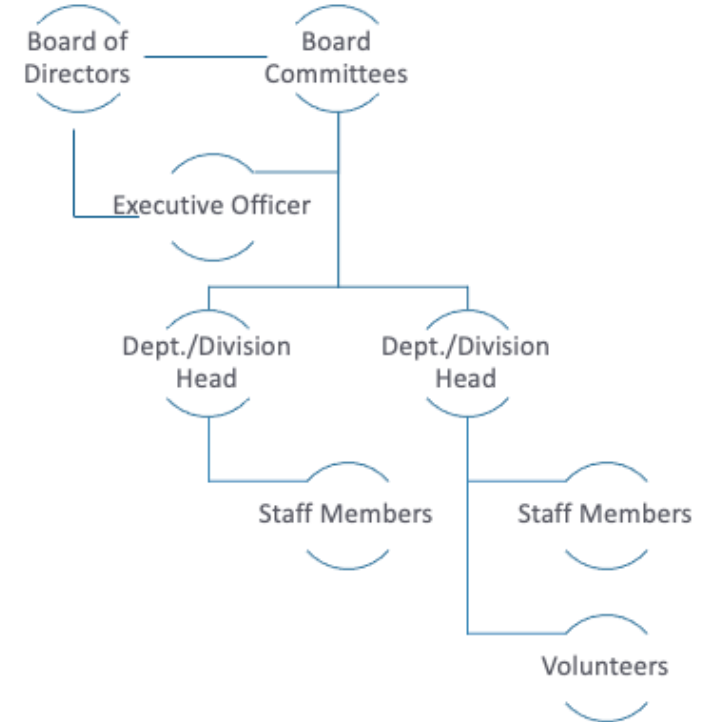 Board of
Directors
Board
Committees
Executive Officer
Dept./Division
Head
Dept./Division
Head
Staff Members
Staff Members
Volunteers